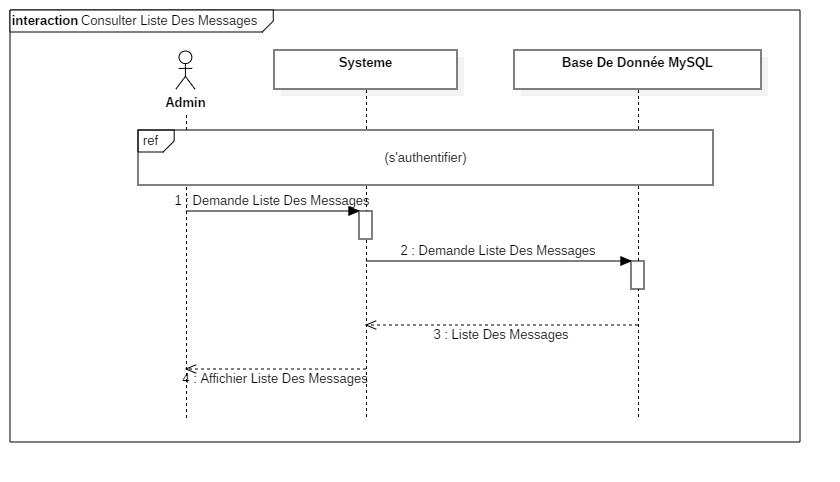 interaction Consulter Liste Des Messages
Systeme
Base De Donnée MySQL
Admin
ref
(s'authentifier)
1 : Demande Liste Des Messages
2 : Demande Liste Des Messages
3 : Liste Des Messages
4 : Affichier Liste Des Messages